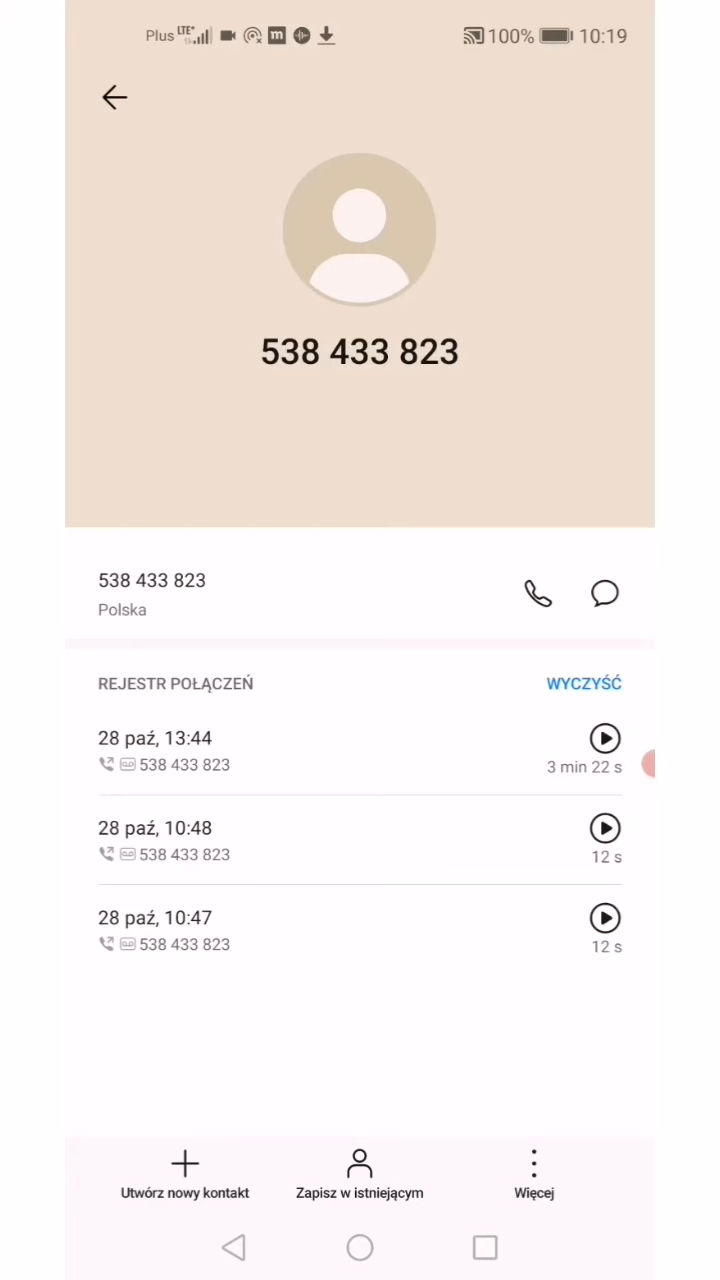 Plus LTE+ 100% 10:19
538 433 823
538 433 823
Polska
REJESTR POŁĄCZEŃ WYCZYŚĆ
28 paź, 13:44
538 433 823 3 min 22 s
28 paź, 10:48
538 433 823 12 s
28 paź, 10:47
538 433 823 12 s
Utwórz nowy kontakt Zapisz w istniejącym Więcej